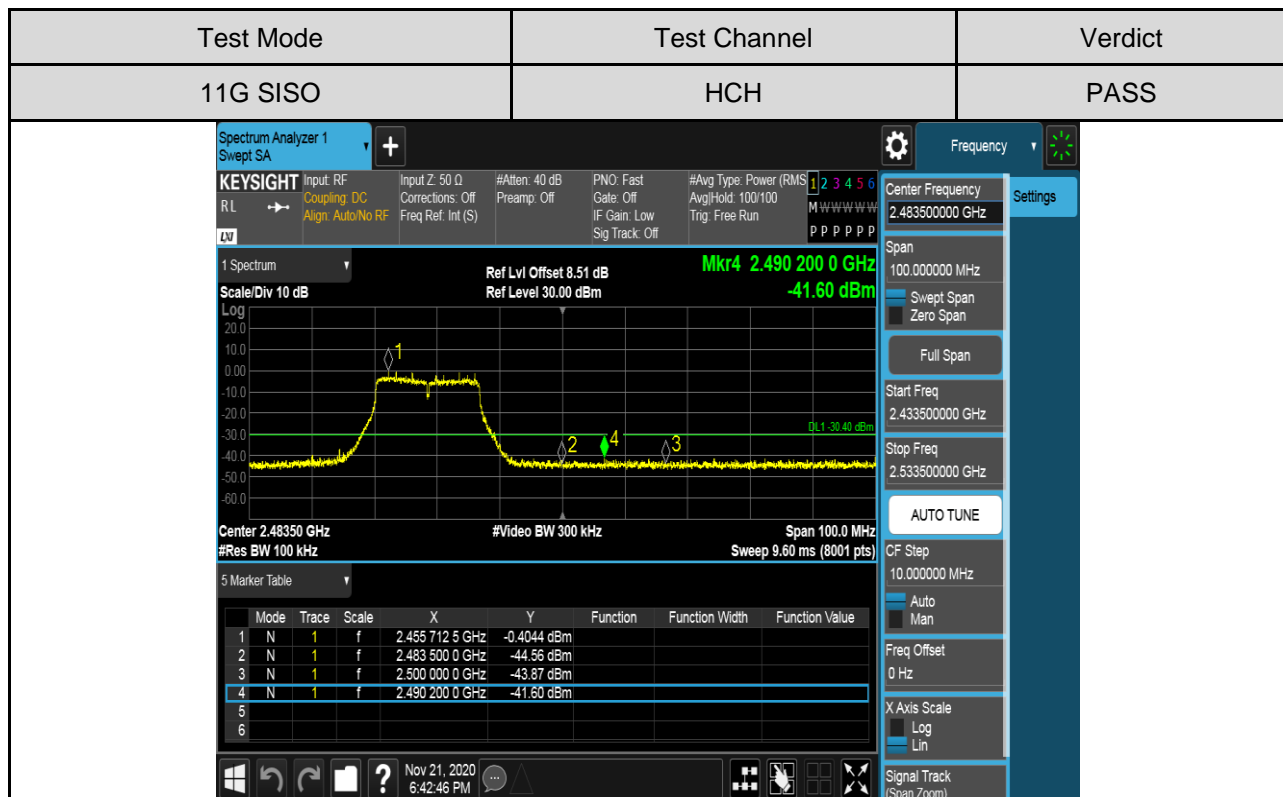 Test Mode Test Channel Verdict
11G SISO HCH PASS
Spectrum Analyzer 1
Swept SA
Frequency
KEYSIGHT
RL
LXI
Input: RF
Coupling: DC
Align: Auto/No RF
Input Z: 50 Ω
Corrections: Off
Freq Ref: Int (S)
#Atten: 40 dB
Preamp: Off
PNO: Fast
Gate: Off
IF Gain: Low
Sig Track: Off
#Avg Type: Power (RMS
Avg|Hold: 100/100
Trig: Free Run
1 2 3 4 5 6
M W W W W W
P P P P P P
1 Spectrum
Scale/Div 10 dB
Ref Lvl Offset 8.51 dB
Ref Level 30.00 dBm
Mkr4 2.490 200 0 GHz
-41.60 dBm
Log
20.0
10.0
0.00
-10.0
-20.0
-30.0
-40.0
-50.0
-60.0
1
2
4
3
DL1 -30.40 dBm
Center 2.48350 GHz
#Res BW 100 kHz
#Video BW 300 kHz
Span 100.0 MHz
Sweep 9.60 ms (8001 pts)
5 Marker Table
Mode Trace Scale X Y Function Function Width Function Value
1 N 1 f 2.455 712 5 GHz -0.4044 dBm
2 N 1 f 2.483 500 0 GHz -44.56 dBm
3 N 1 f 2.500 000 0 GHz -43.87 dBm
4 N 1 f 2.490 200 0 GHz -41.60 dBm
5
6
?
Nov 21, 2020
6:42:46 PM
Center Frequency
2.483500000 GHz
Settings
Span
100.000000 MHz
Swept Span
Zero Span
Full Span
Start Freq
2.433500000 GHz
Stop Freq
2.533500000 GHz
AUTO TUNE
CF Step
10.000000 MHz
Auto
Man
Freq Offset
0 Hz
X Axis Scale
Log
Lin
Signal Track
(Span Zoom)